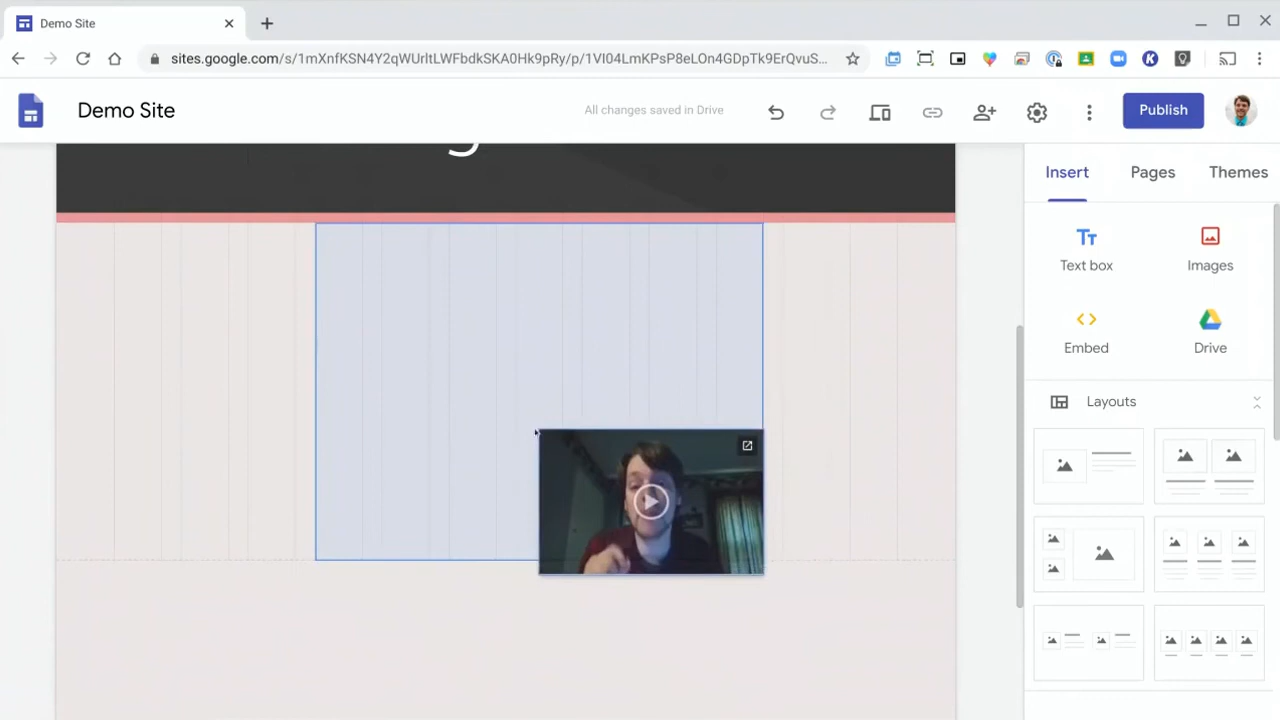 Demo Site
sites.google.com/s/1mXnfKSN4Y2qWUrltLWFbdkSKA0Hk9pRy/p/1VI04LmKPsP8eLOn4GDpTk9ErQvuS...
Demo Site
All changes saved in Drive
Publish
g
Insert
Pages
Themes
Text box
Images
Embed
Drive
Layouts